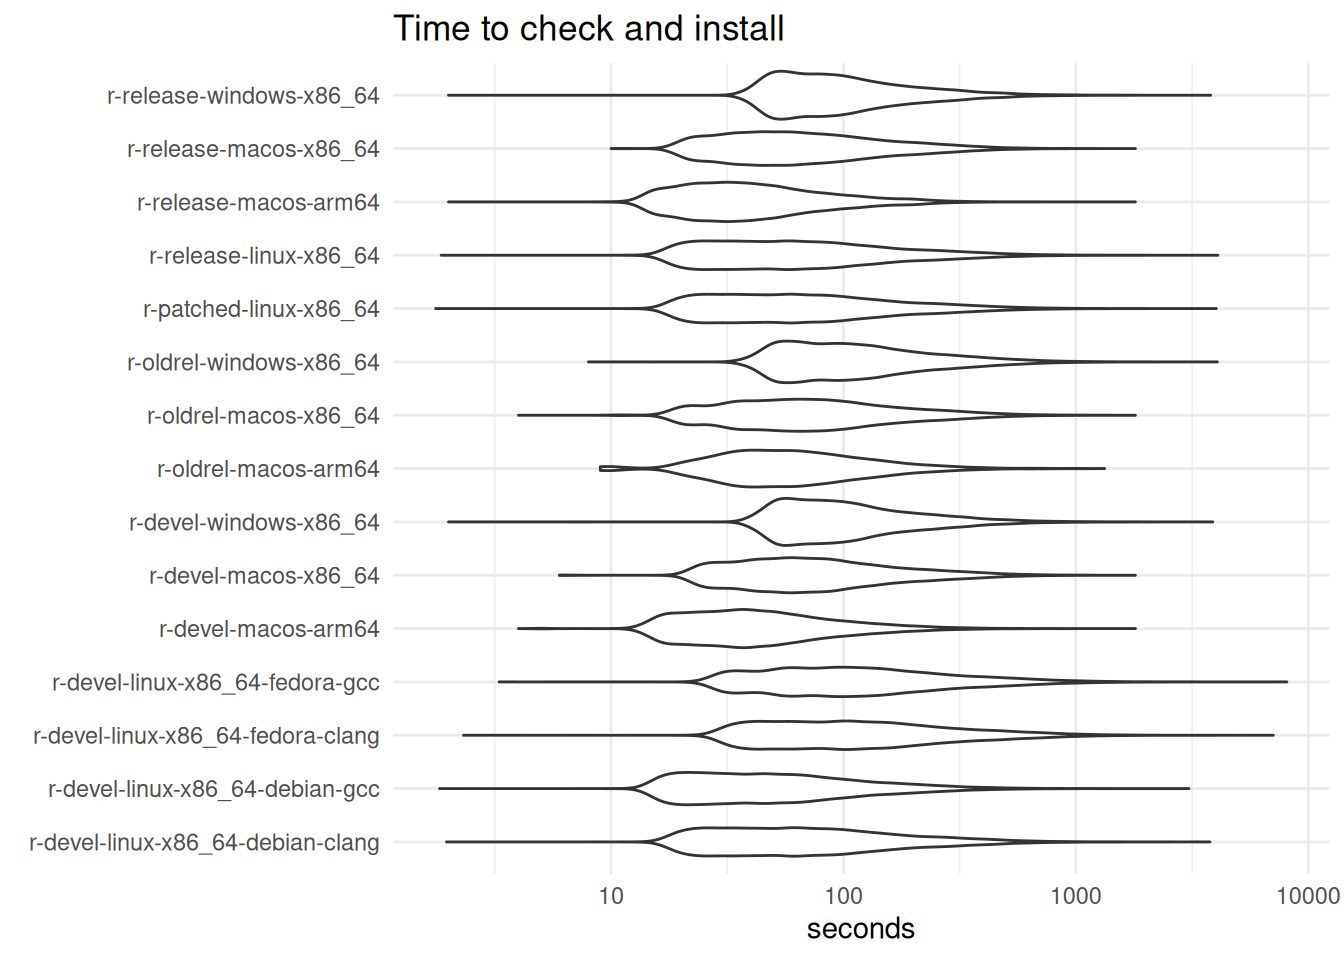 Time to check and install
r-release-windows-x86_64
r-release-macos-x86_64
r-release-macos-arm64
r-release-linux-x86_64
r-patched-linux-x86_64
r-oldrel-windows-x86_64
r-oldrel-macos-x86_64
r-oldrel-macos-arm64
r-devel-windows-x86_64
r-devel-macos-x86_64
r-devel-macos-arm64
r-devel-linux-x86_64-fedora-gcc
r-devel-linux-x86_64-fedora-clang
r-devel-linux-x86_64-debian-gcc
r-devel-linux-x86_64-debian-clang
10 100 1000 10000
seconds